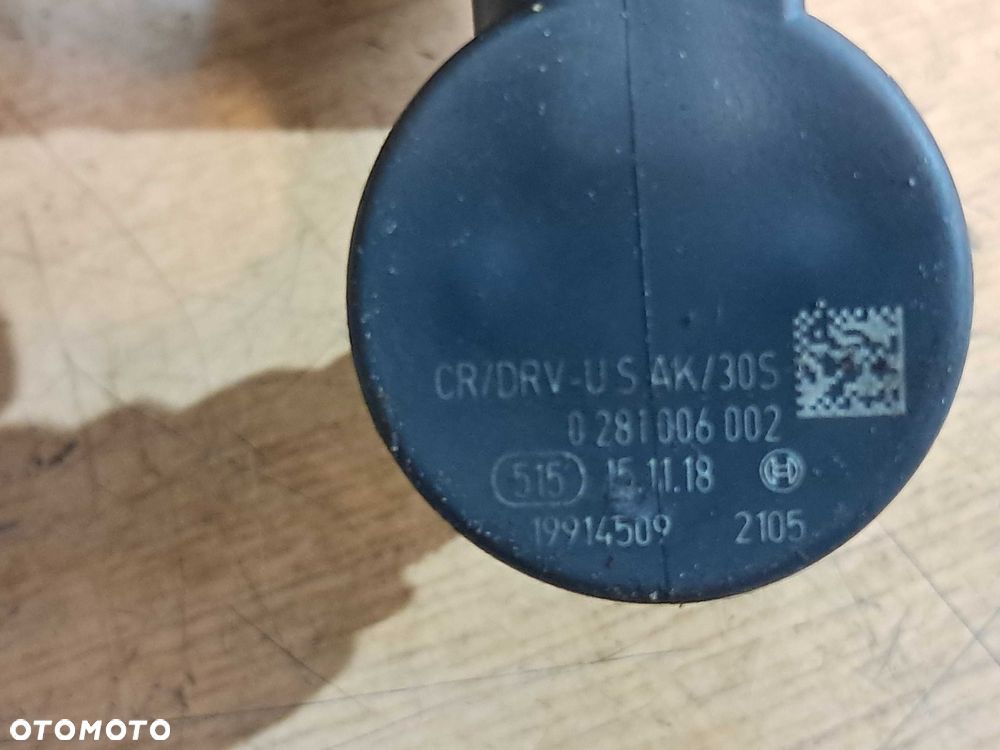 CR/DRV-U S AK/30S
0 281 006 002
515 15.11.18
19914509 2105
OTOMOTO